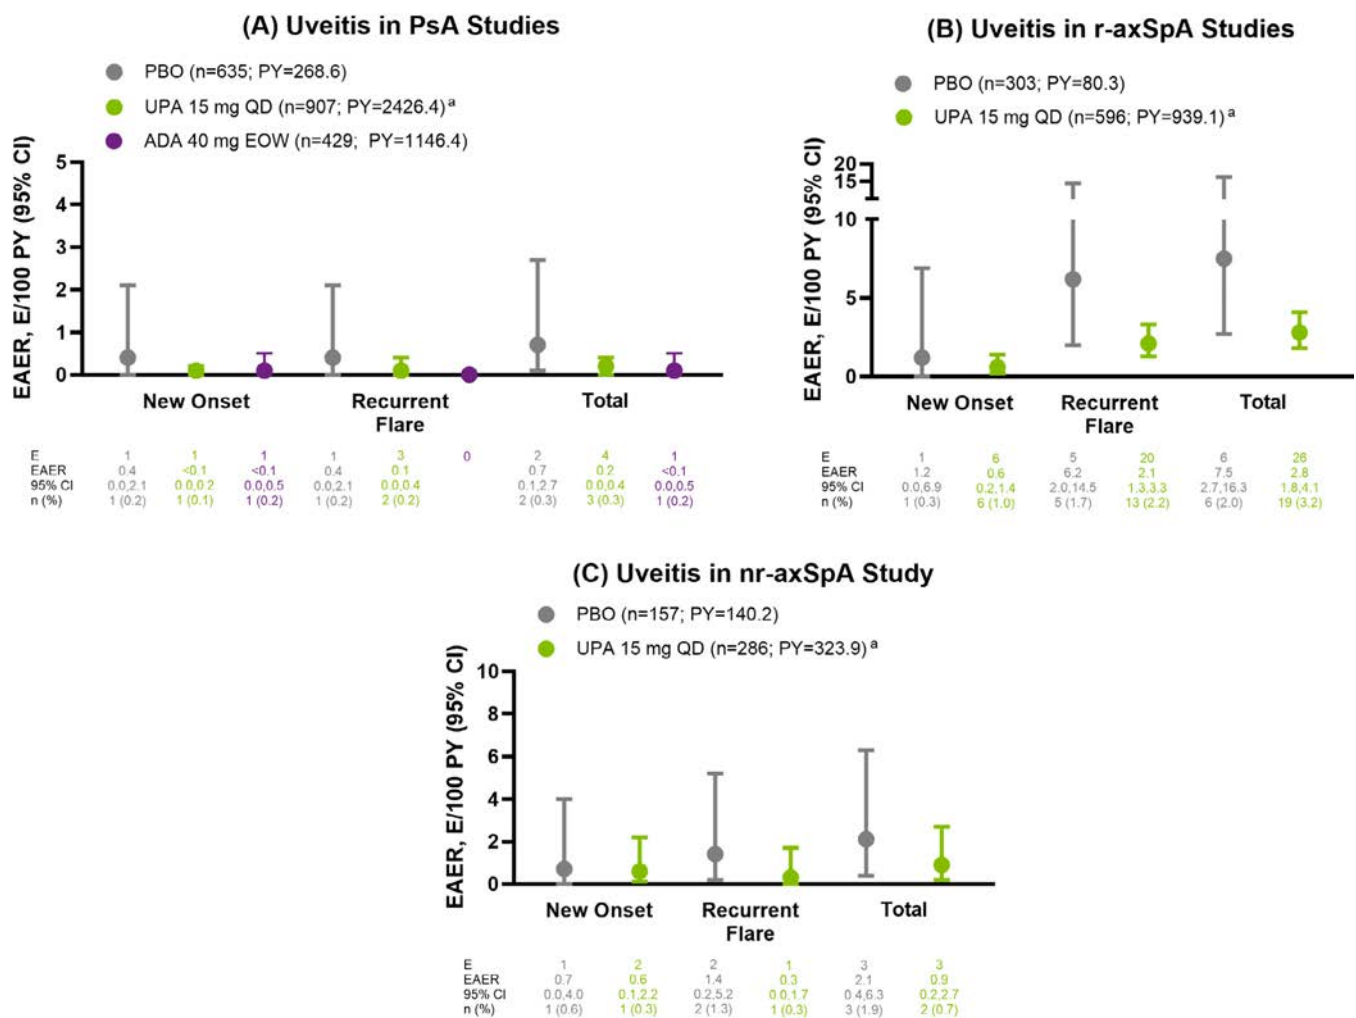 (A) Uveitis in PsA Studies
PBO (n=635; PY=268.6)
UPA 15 mg QD (n=907; PY=2426.4) a
ADA 40 mg EOW (n=429; PY=1146.4)
EAER, E/100 PY (95% CI)
5
4
3
2
1
0
New Onset Recurrent Flare Total
E 1 1 1 1 3 0 2 4 1
EAER 0.4 <0.1 <0.1 0.4 0.1 0.7 0.2 <0.1
95% CI 0.0,2.1 0.0,0.2 0.0,0.5 0.0,2.1 0.0,0.4 0.1,2.7 0.0,0.4 0.0,0.5
n (%) 1 (0.2) 1 (0.1) 1 (0.2) 1 (0.2) 2 (0.2) 2 (0.3) 3 (0.3) 1 (0.2)
(B) Uveitis in r-axSpA Studies
PBO (n=303; PY=80.3)
UPA 15 mg QD (n=596; PY=939.1) a
EAER, E/100 PY (95% CI)
20
15
10
5
0
New Onset Recurrent Flare Total
E 1 6 5 20 6 26
EAER 1.2 0.6 6.2 2.1 7.5 2.8
95% CI 0.0,6.9 0.2,1.4 2.0,14.5 1.3,3.3 2.7,16.3 1.8,4.1
n (%) 1 (0.3) 6 (1.0) 5 (1.7) 13 (2.2) 6 (2.0) 19 (3.2)
(C) Uveitis in nr-axSpA Study
PBO (n=157; PY=140.2)
UPA 15 mg QD (n=286; PY=323.9) a
EAER, E/100 PY (95% CI)
10
8
6
4
2
0
New Onset Recurrent Flare Total
E 1 2 2 1 3 3
EAER 0.7 0.6 1.4 0.3 2.1 0.9
95% CI 0.0,4.0 0.1,2.2 0.2,5.2 0.0,1.7 0.4,6.3 0.2,2.7
n (%) 1 (0.6) 1 (0.3) 2 (1.3) 1 (0.3) 3 (1.9) 2 (0.7)